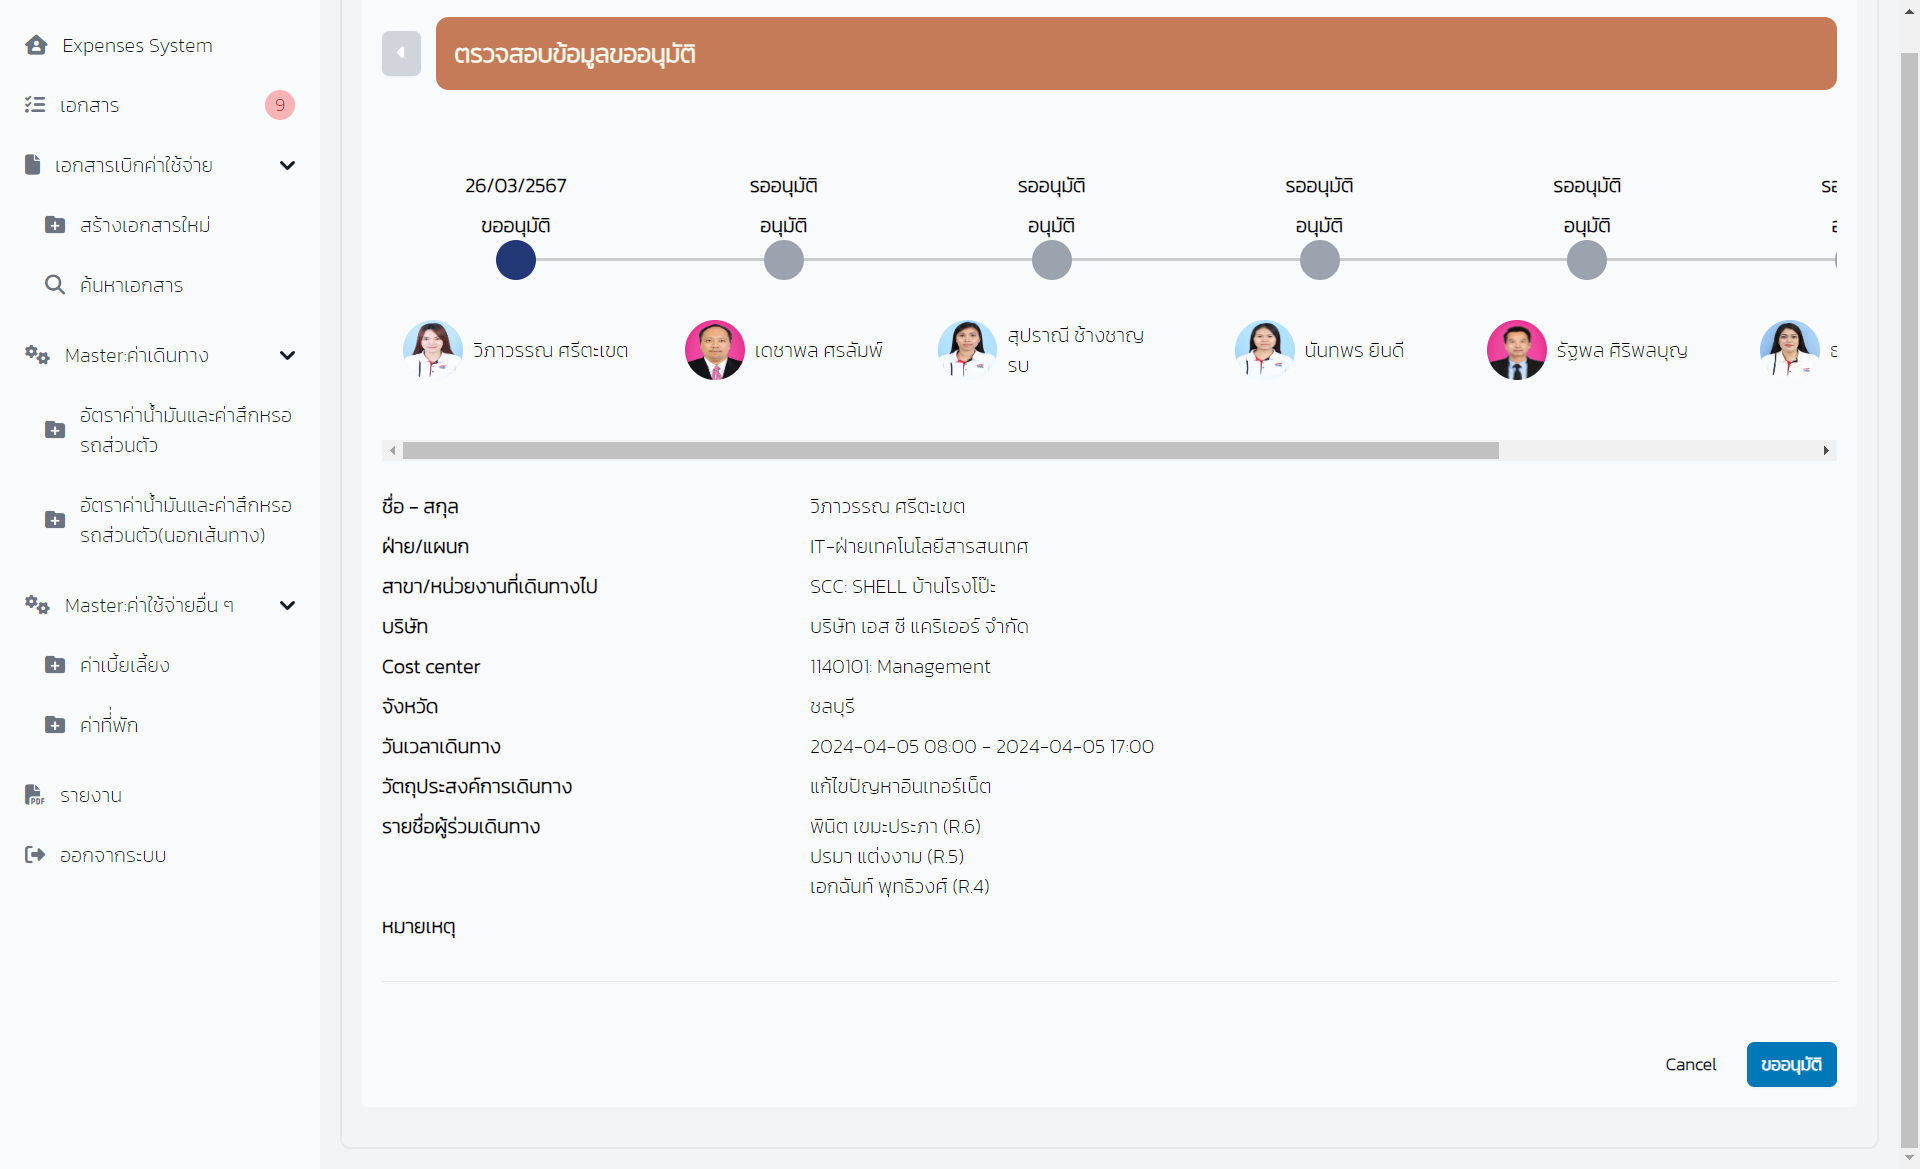 Expenses System
เอกสาร 9
เอกสารเบิกค่าใช้จ่าย
สร้างเอกสารใหม่
ค้นหาเอกสาร
Master:ค่าเดินทาง
อัตราค่าน้ำมันและค่าสึกหรอ
รถส่วนตัว
อัตราค่าน้ำมันและค่าสึกหรอ
รถส่วนตัว(นอกเส้นทาง)
Master:ค่าใช้จ่ายอื่น ๆ
ค่าเบี้ยเลี้ยง
ค่าที่พัก
PDF รายงาน
ออกจากระบบ
ตรวจสอบข้อมูลขออนุมัติ
26/03/2567 รออนุมัติ รออนุมัติ รออนุมัติ รออนุมัติ
ขออนุมัติ อนุมัติ อนุมัติ อนุมัติ อนุมัติ
วิภาวรรณ ศรีตะเขต
เดชาพล ศรลัมพ์
สุปราณี ช้างชาญ
รบ
นันทพร ยินดี
รัฐพล ศิริพลบุญ
ชื่อ - สกุล วิภาวรรณ ศรีตะเขต
ฝ่าย/แผนก IT-ฝ่ายเทคโนโลยีสารสนเทศ
สาขา/หน่วยงานที่เดินทางไป SCC: SHELL บ้านโรงโป๊ะ
บริษัท บริษัท เอส ซี แคริเออร์ จำกัด
Cost center 1140101: Management
จังหวัด ชลบุรี
วันเวลาเดินทาง 2024-04-05 08:00 - 2024-04-05 17:00
วัตถุประสงค์การเดินทาง แก้ไขปัญหาอินเทอร์เน็ต
รายชื่อผู้ร่วมเดินทาง พินิต เขมะประภา (R.6)
ปรมา แต่งงาม (R.5)
เอกฉันท์ พุทธิวงศ์ (R.4)
หมายเหตุ
Cancel ขออนุมัติ